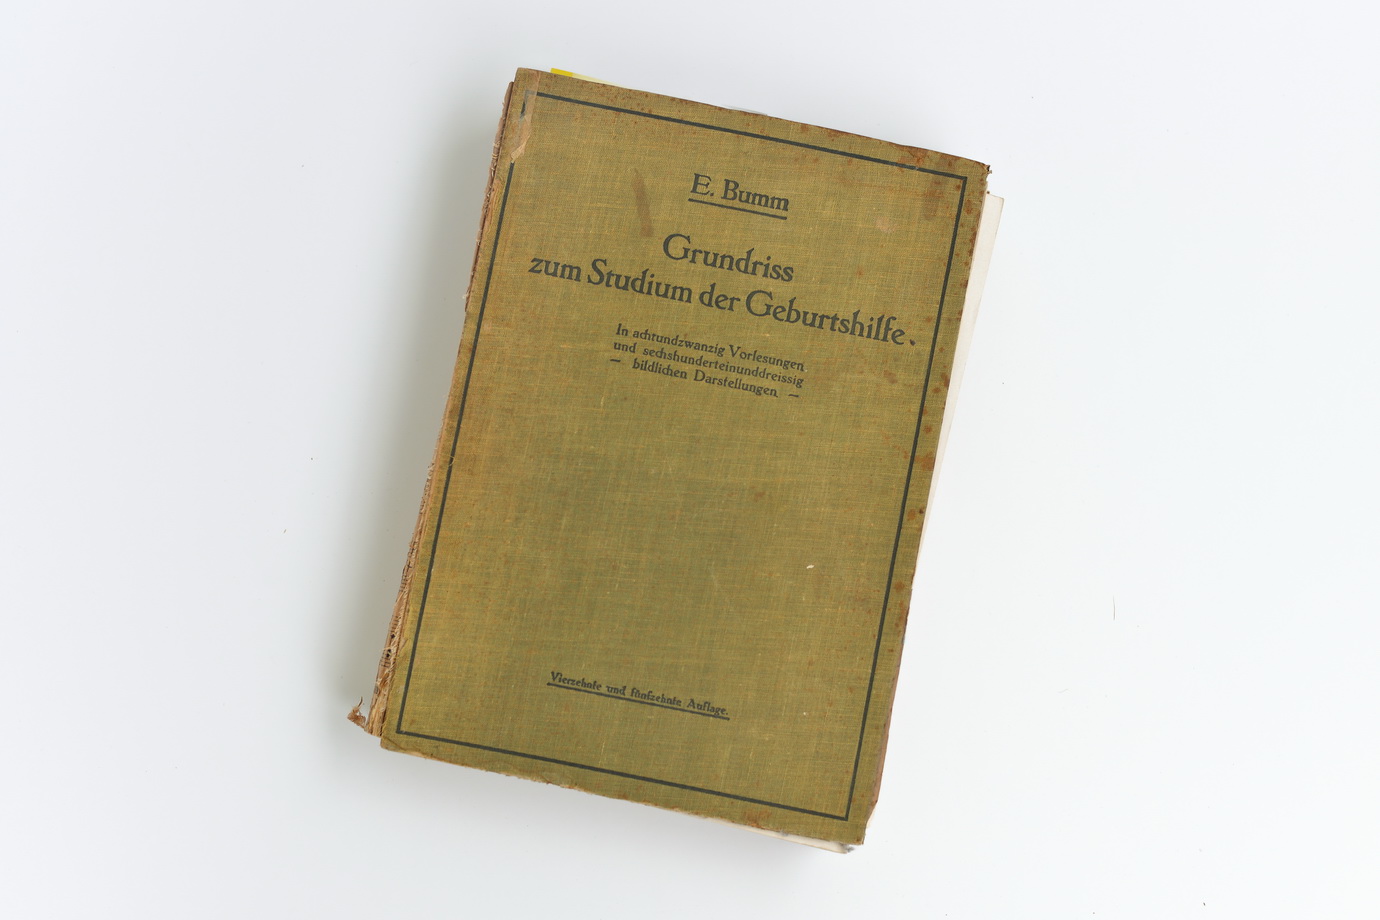 E. Bumm
Grundriss
zum Studium der Geburtshilfe.
In achtundzwanzig Vorlesungen
und sechshunderteinunddreissig
— bildlichen Darstellungen —
Vierzehnte und fünfzehnte Auflage.